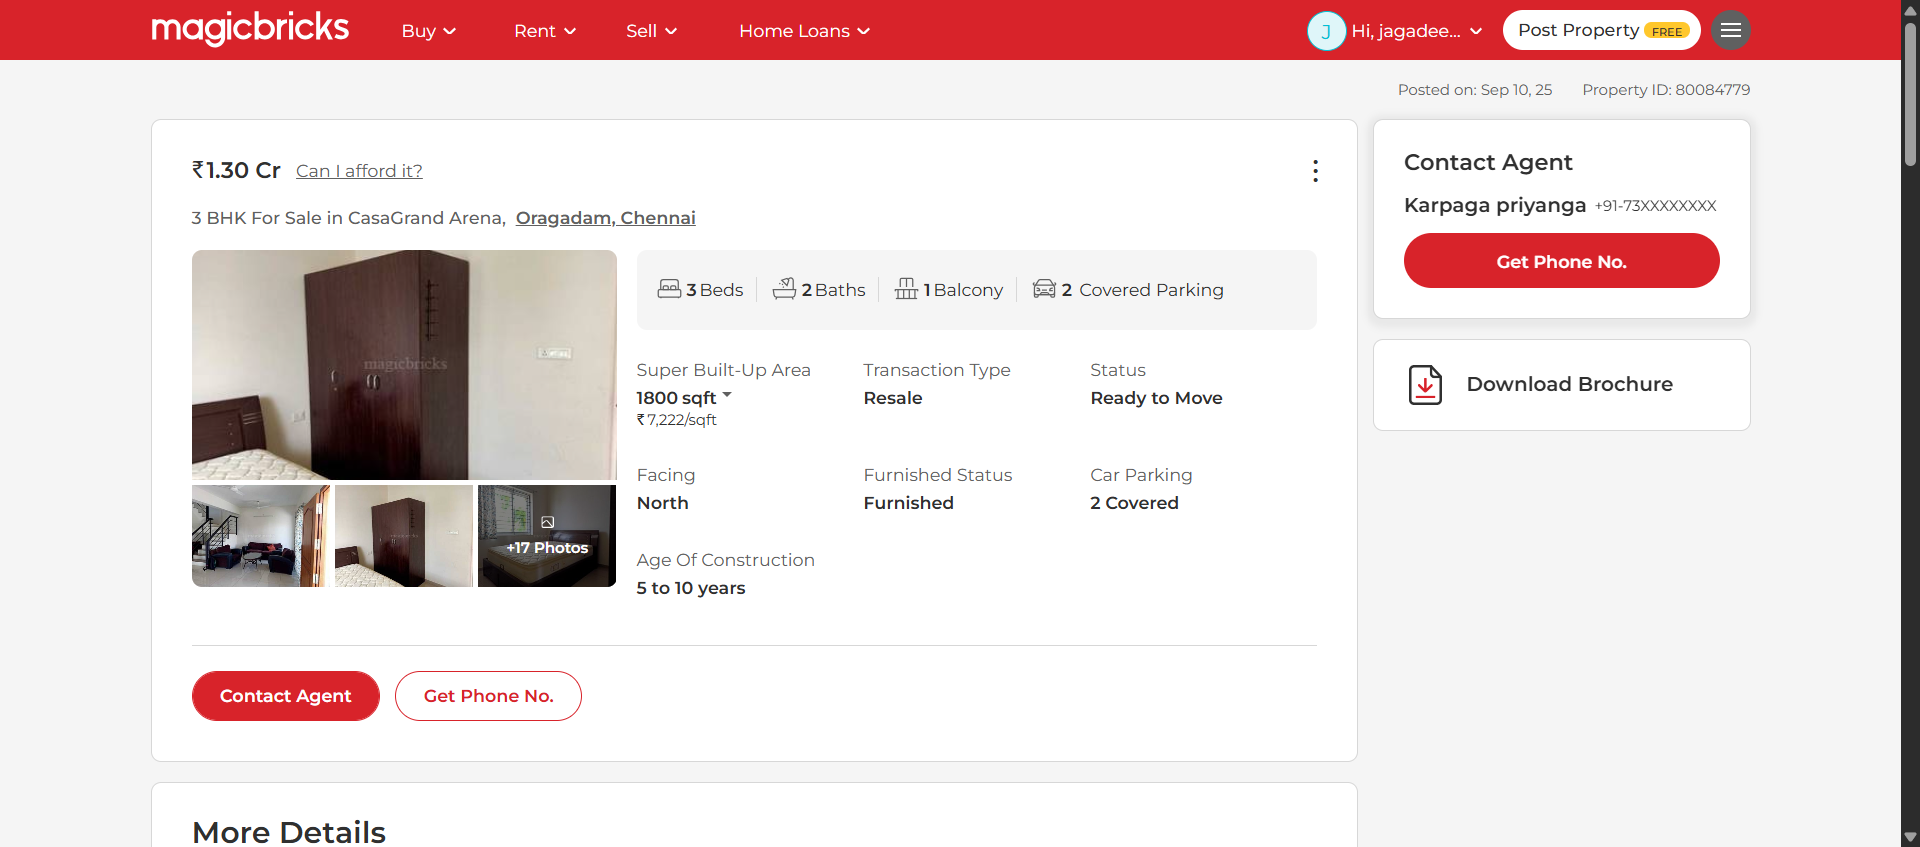 magicbricks
Buy
Rent
Sell
Home Loans
J
Hi, jagadee...
Post Property FREE
Posted on: Sep 10, 25
Property ID: 80084779
₹1.30 Cr Can I afford it?
3 BHK For Sale in CasaGrand Arena, Oragadam, Chennai
magicbricks
+17 Photos
3 Beds
2 Baths
1 Balcony
2 Covered Parking
Super Built-Up Area
1800 sqft
₹7,222/sqft
Transaction Type
Resale
Status
Ready to Move
Facing
North
Furnished Status
Furnished
Car Parking
2 Covered
Age Of Construction
5 to 10 years
Contact Agent
Get Phone No.
Contact Agent
Karpaga priyanga +91-73XXXXXXXX
Get Phone No.
Download Brochure
More Details